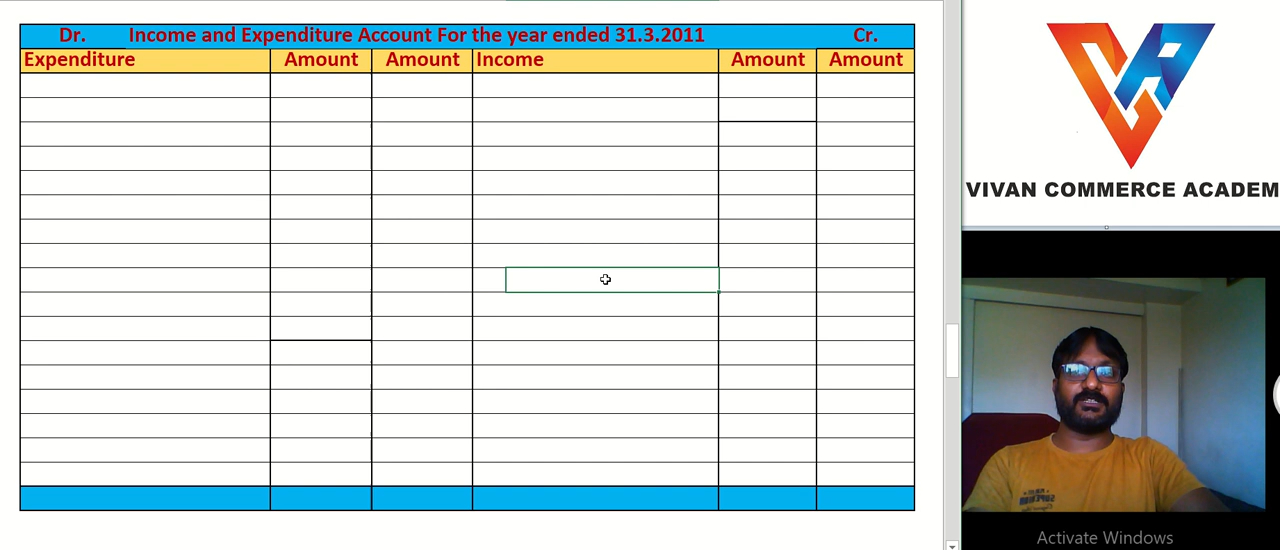 Dr. Income and Expenditure Account For the year ended 31.3.2011 Cr.
Expenditure Amount Amount Income Amount Amount
VIVAN COMMERCE ACADEM
Activate Windows